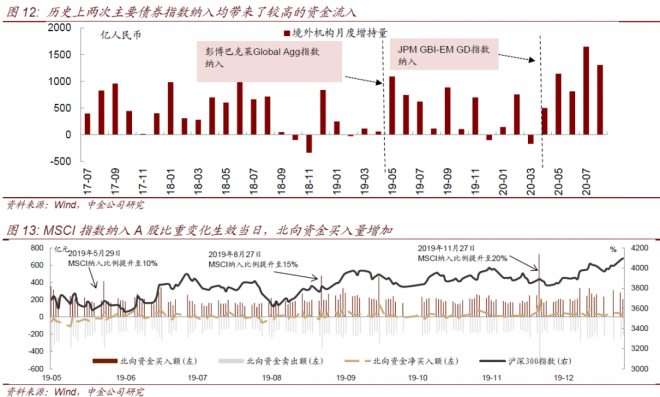 图 12: 历史上两次主要债券指数纳入均带来了较高的资金流入
亿人民币
境外机构月度增持量
彭博巴克莱Global Agg指数
纳入
JPM GBI-EM GD指数
纳入
2000
1500
1000
500
0
-500
17-07
17-09
17-11
18-01
18-03
18-05
18-07
18-09
18-11
19-01
19-03
19-05
19-07
19-09
19-11
20-01
20-03
20-05
20-07
资料来源：Wind，中金公司研究
图 13: MSCI 指数纳入 A 股比重变化生效当日，北向资金买入量增加
亿元
%
2019年5月29日
MSCI纳入比例提升至10%
2019年8月27日
MSCI纳入比例提升至15%
2019年11月27日
MSCI纳入比例提升至20%
800
600
400
200
0
-200
-400
-600
4200
4000
3800
3600
3400
3200
3000
北向资金买入额(左)
北向资金卖出额(左)
北向资金净买入额(左)
沪深300指数(右)
19-05
19-06
19-07
19-08
19-09
19-10
19-11
19-12
资料来源：Wind，中金公司研究